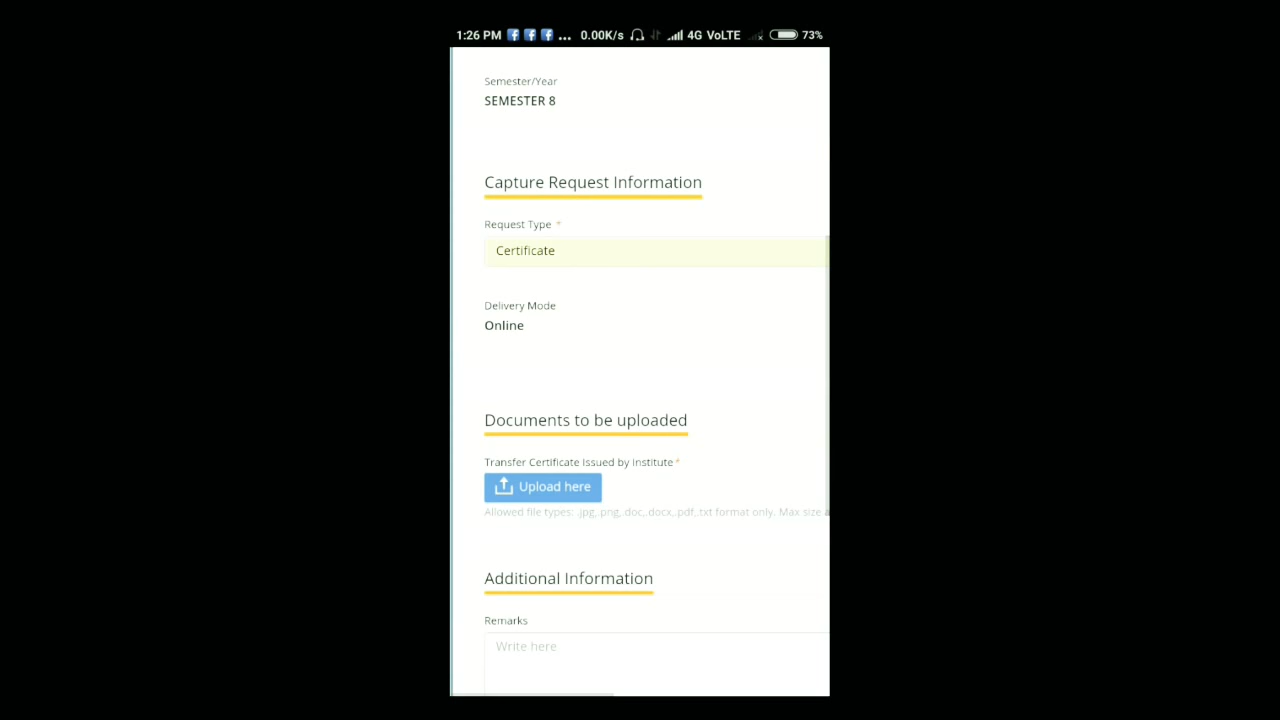 1:26 PM ... 0.00K/s 4G VoLTE 73%
Semester/Year
SEMESTER 8
Capture Request Information
Request Type *
Certificate
Delivery Mode
Online
Documents to be uploaded
Transfer Certificate Issued by Institute*
Upload here
Allowed file types: .jpg,.png,.doc,.docx,.pdf,.txt format only. Max size a
Additional Information
Remarks
Write here